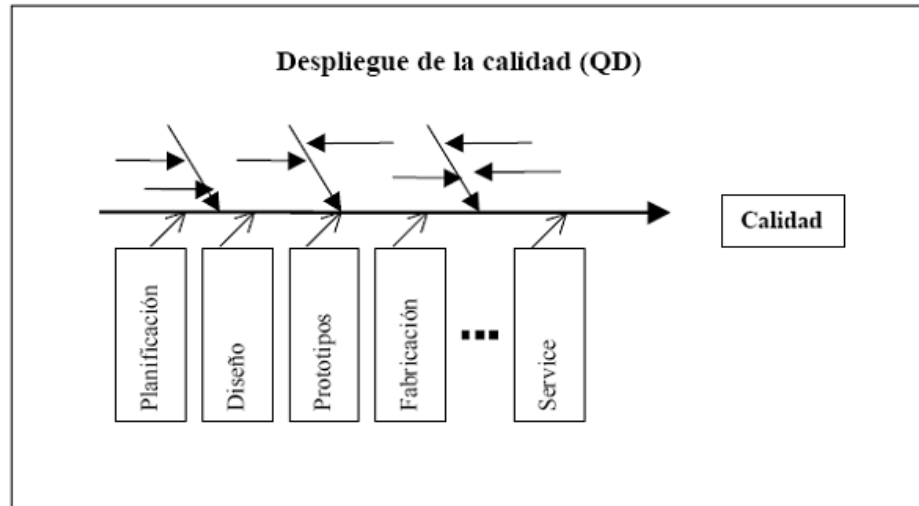 Despliegue de la calidad (QD)
Calidad
Planificación
Diseño
Prototipos
Fabricación
Service